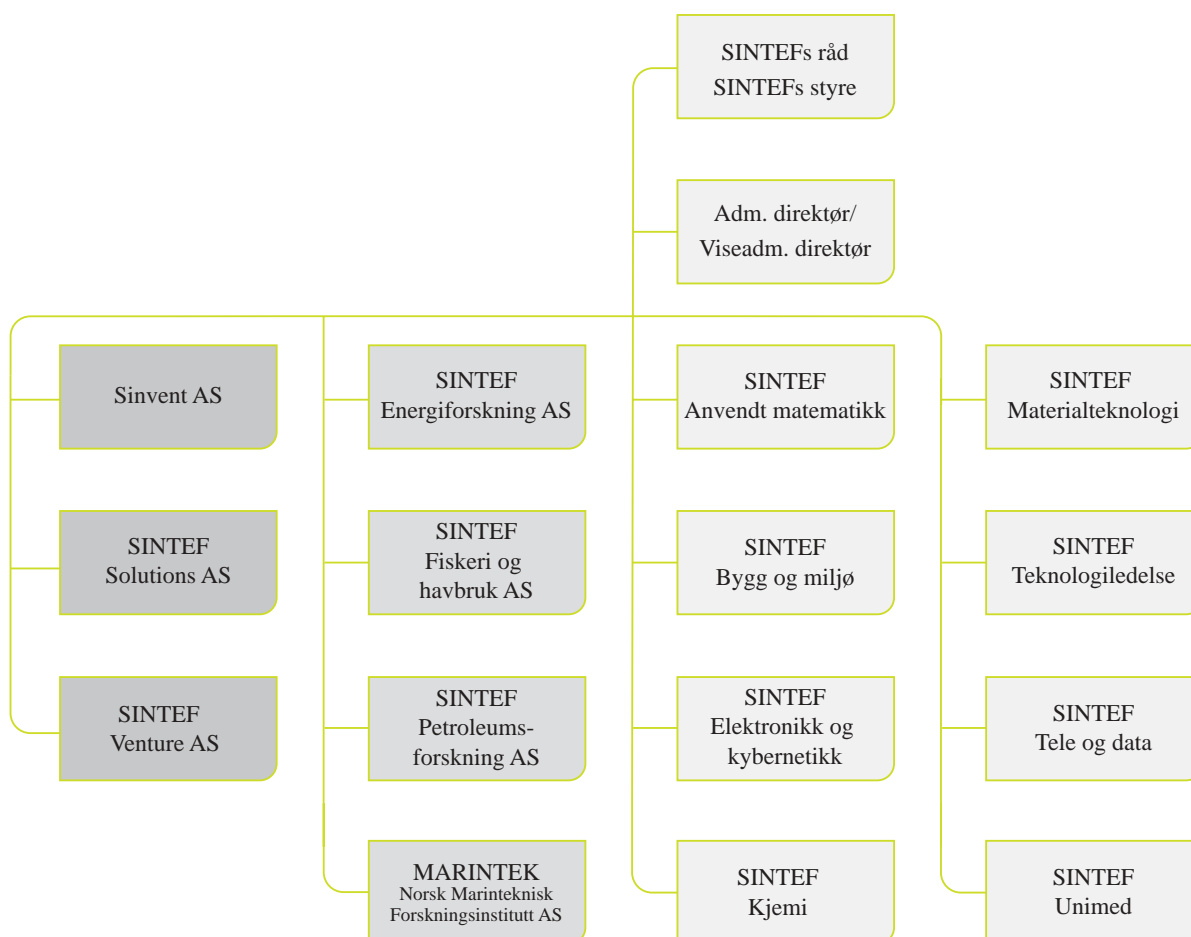 SINTEFs råd
SINTEFs styre
Adm. direktør/
Viseadm. direktør
Sinvent AS
SINTEF
Solutions AS
SINTEF
Venture AS
SINTEF
Energiforskning AS
SINTEF
Fiskeri og
havbruk AS
SINTEF
Petroleums-
forskning AS
MARINTEK
Norsk Marinteknisk
Forskningsinstitutt AS
SINTEF
Anvendt matematikk
SINTEF
Bygg og miljø
SINTEF
Elektronikk og
kybernetikk
SINTEF
Kjemi
SINTEF
Materialteknologi
SINTEF
Teknologiledelse
SINTEF
Tele og data
SINTEF
Unimed